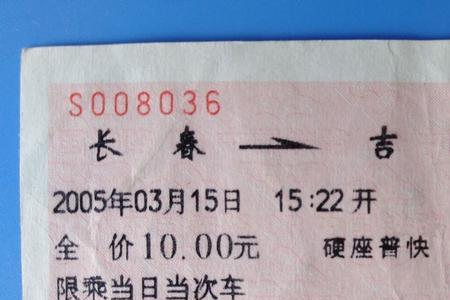 S008036
长春 → 吉
2005年03月15日 15:22开
全价10.00元 硬座普快
限乘当日当次车